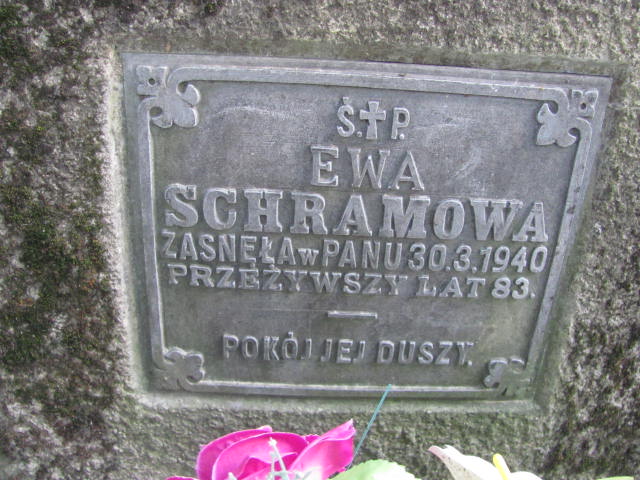 Ś.✝P.
EWA
SCHRAMOWA
ZASNĘŁA w PANU 30.3.1940
PRZEŻYWSZY LAT 83.
POKÓJ JEJ DUSZY.